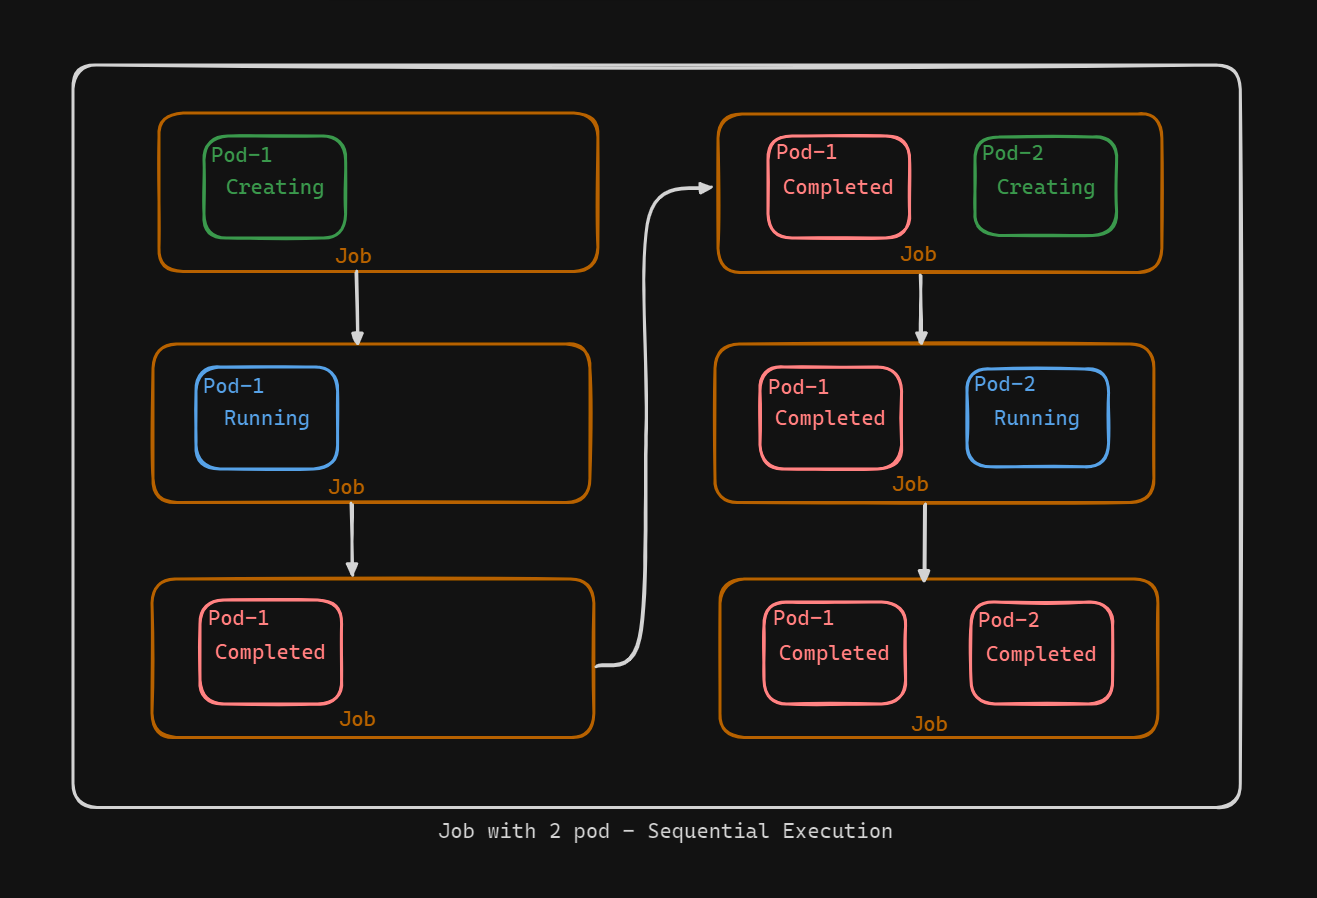 Pod-1
Creating
Job
Pod-1
Running
Job
Pod-1
Completed
Job
Pod-1
Completed
Pod-2
Creating
Job
Pod-1
Completed
Pod-2
Running
Job
Pod-1
Completed
Pod-2
Completed
Job
Job with 2 pod - Sequential Execution